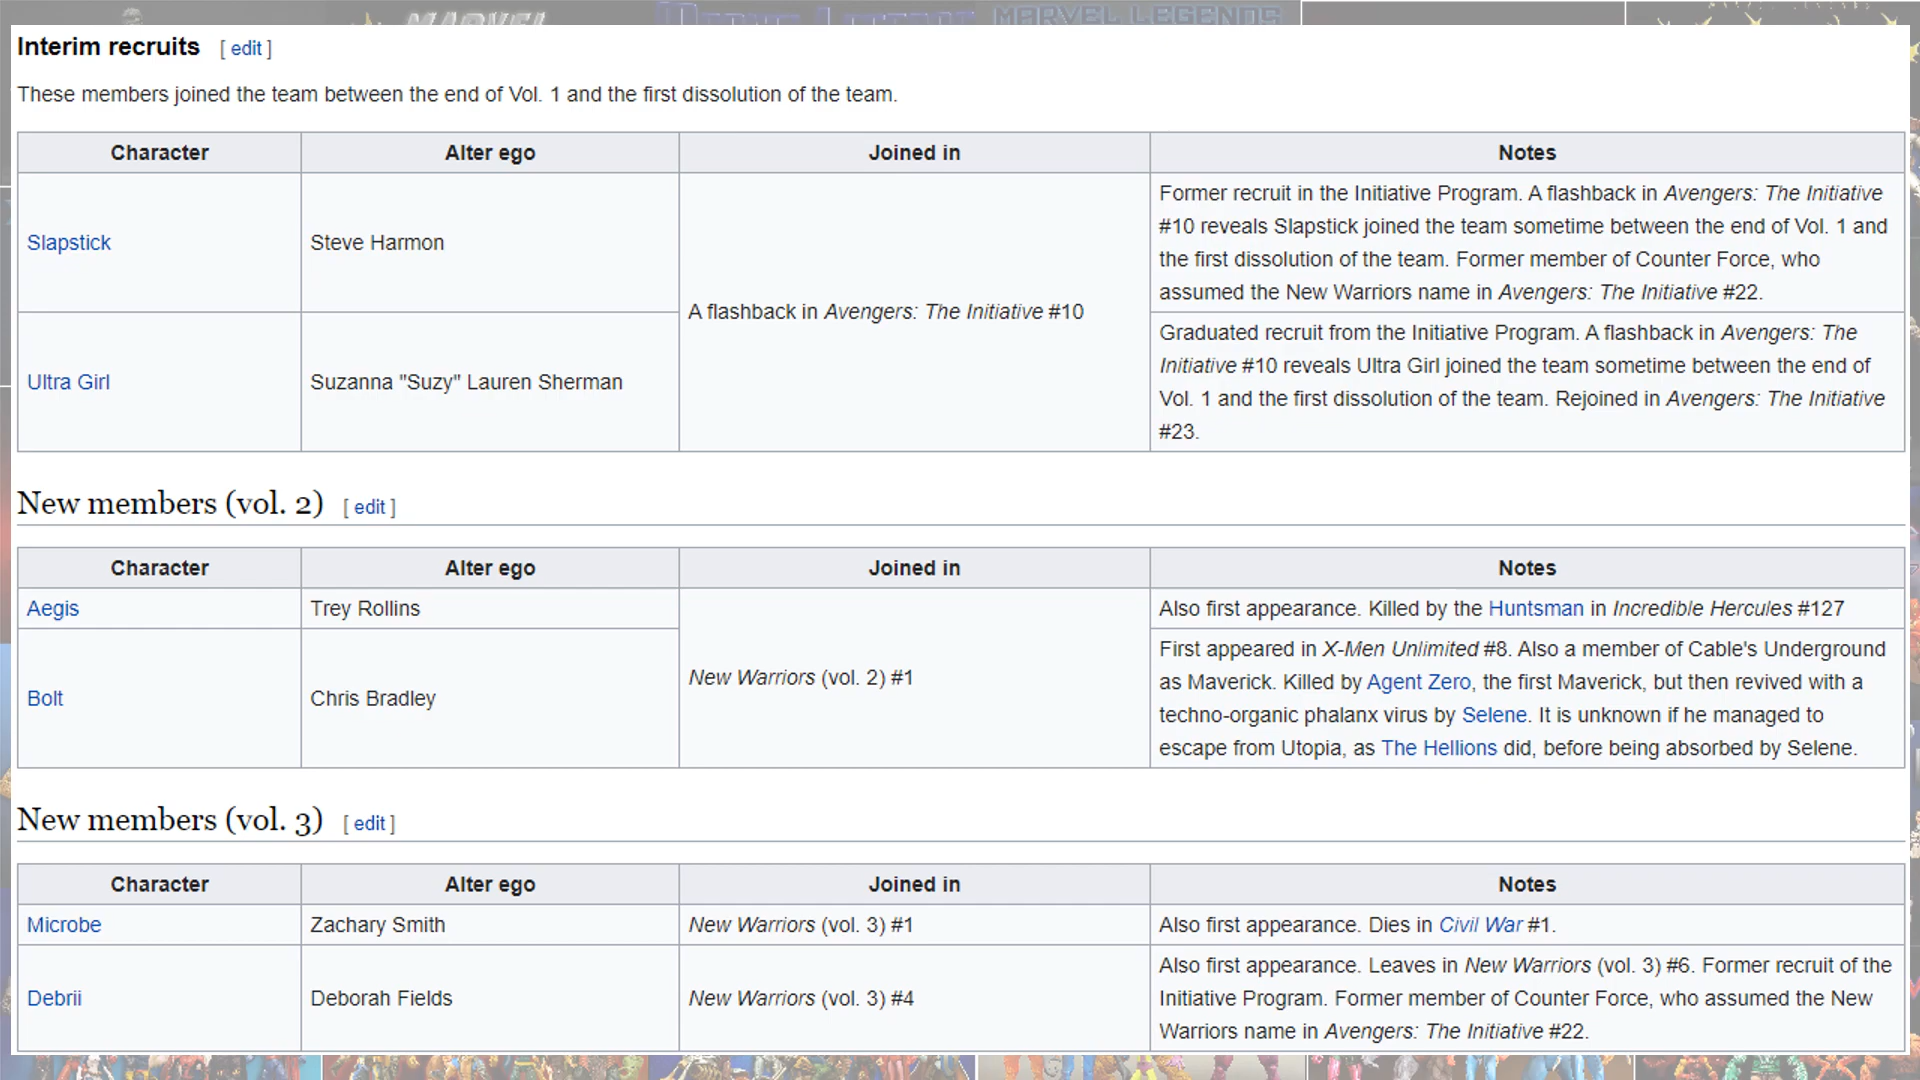 MARVEL
MARVEL LEGENDS
Interim recruits [ edit ]
These members joined the team between the end of Vol. 1 and the first dissolution of the team.
Character Alter ego Joined in Notes
Slapstick
Steve Harmon
A flashback in Avengers: The Initiative #10
Former recruit in the Initiative Program. A flashback in Avengers: The Initiative
#10 reveals Slapstick joined the team sometime between the end of Vol. 1 and
the first dissolution of the team. Former member of Counter Force, who
assumed the New Warriors name in Avengers: The Initiative #22.
Ultra Girl
Suzanna "Suzy" Lauren Sherman
Graduated recruit from the Initiative Program. A flashback in Avengers: The
Initiative #10 reveals Ultra Girl joined the team sometime between the end of
Vol. 1 and the first dissolution of the team. Rejoined in Avengers: The Initiative
#23.
New members (vol. 2) [ edit ]
Character Alter ego Joined in Notes
Aegis
Trey Rollins
New Warriors (vol. 2) #1
Also first appearance. Killed by the Huntsman in Incredible Hercules #127
Bolt
Chris Bradley
First appeared in X-Men Unlimited #8. Also a member of Cable's Underground
as Maverick. Killed by Agent Zero, the first Maverick, but then revived with a
techno-organic phalanx virus by Selene. It is unknown if he managed to
escape from Utopia, as The Hellions did, before being absorbed by Selene.
New members (vol. 3) [ edit ]
Character Alter ego Joined in Notes
Microbe
Zachary Smith
New Warriors (vol. 3) #1
Also first appearance. Dies in Civil War #1.
Debrii
Deborah Fields
New Warriors (vol. 3) #4
Also first appearance. Leaves in New Warriors (vol. 3) #6. Former recruit of the
Initiative Program. Former member of Counter Force, who assumed the New
Warriors name in Avengers: The Initiative #22.